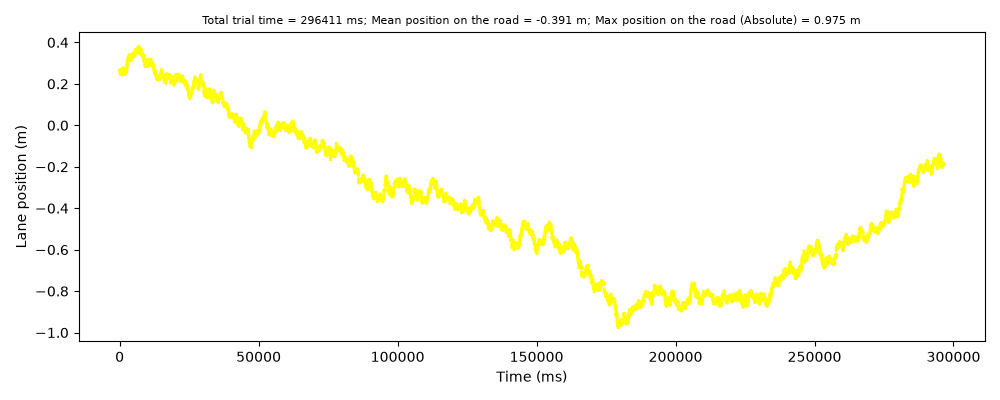 Total trial time = 296411 ms; Mean position on the road = -0.391 m; Max position on the road (Absolute) = 0.975 m
0.4
0.2
0.0
−0.2
−0.4
−0.6
−0.8
−1.0
Lane position (m)
0 50000 100000 150000 200000 250000 300000
Time (ms)